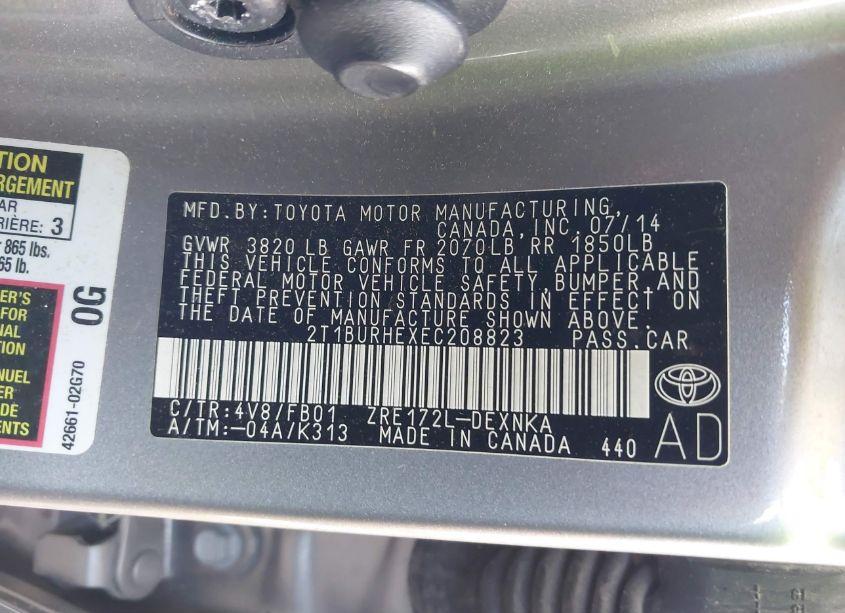 TION
RGEMENT
AR
RIÈRE: 3
865 lbs.
65 lb.
ER'S
FOR
NAL
TION
NUEL
E
DE
ENTS
0G
42661-02G70
MFD.BY:TOYOTA MOTOR MANUFACTURING,
CANADA, INC. 07/14
GVWR 3820 LB GAWR FR 2070LB, RR 1850LB
THIS VEHICLE CONFORMS TO ALL APPLICABLE
FEDERAL MOTOR VEHICLE SAFETY,BUMPER,AND
THEFT PREVENTION STANDARDS IN EFFECT ON
THE DATE OF MANUFACTURE SHOWN ABOVE.
2T1BURHEXEC208823 PASS.CAR
C/TR:4V8/FB01 ZRE172L-DEXNKA
A/TM:-04A/K313 MADE IN CANADA 440
AD